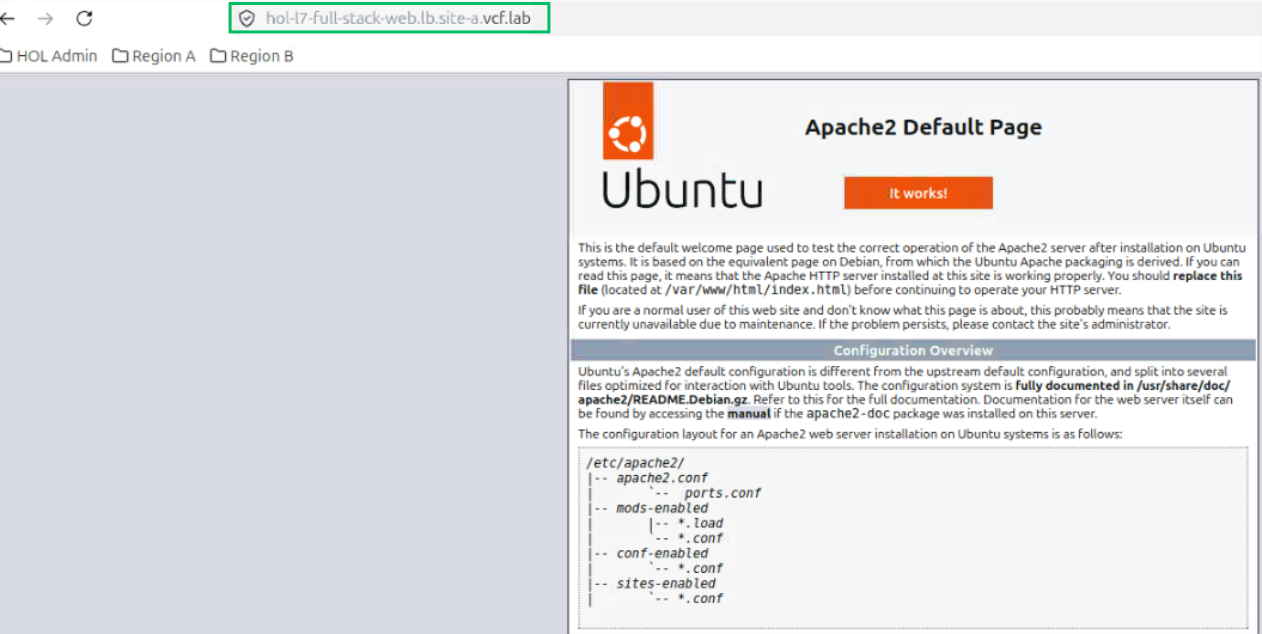 hol-l7-full-stack-web.lb.site-a.vcf.lab
HOL Admin Region A Region B
Apache2 Default Page
Ubuntu
It works!
This is the default welcome page used to test the correct operation of the Apache2 server after installation on Ubuntu
systems. It is based on the equivalent page on Debian, from which the Ubuntu Apache packaging is derived. If you can
read this page, it means that the Apache HTTP server installed at this site is working properly. You should replace this
file (located at /var/www/html/index.html) before continuing to operate your HTTP server.
If you are a normal user of this web site and don't know what this page is about, this probably means that the site is
currently unavailable due to maintenance. If the problem persists, please contact the site's administrator.
Configuration Overview
Ubuntu's Apache2 default configuration is different from the upstream default configuration, and split into several
files optimized for interaction with Ubuntu tools. The configuration system is fully documented in /usr/share/doc/
apache2/README.Debian.gz. Refer to this for the full documentation. Documentation for the web server itself can
be found by accessing the manual if the apache2-doc package was installed on this server.
The configuration layout for an Apache2 web server installation on Ubuntu systems is as follows:
/etc/apache2/
|-- apache2.conf
|       `--  ports.conf
|-- mods-enabled
|       |-- *.load
|       `-- *.conf
|-- conf-enabled
|       `-- *.conf
|-- sites-enabled
|       `-- *.conf